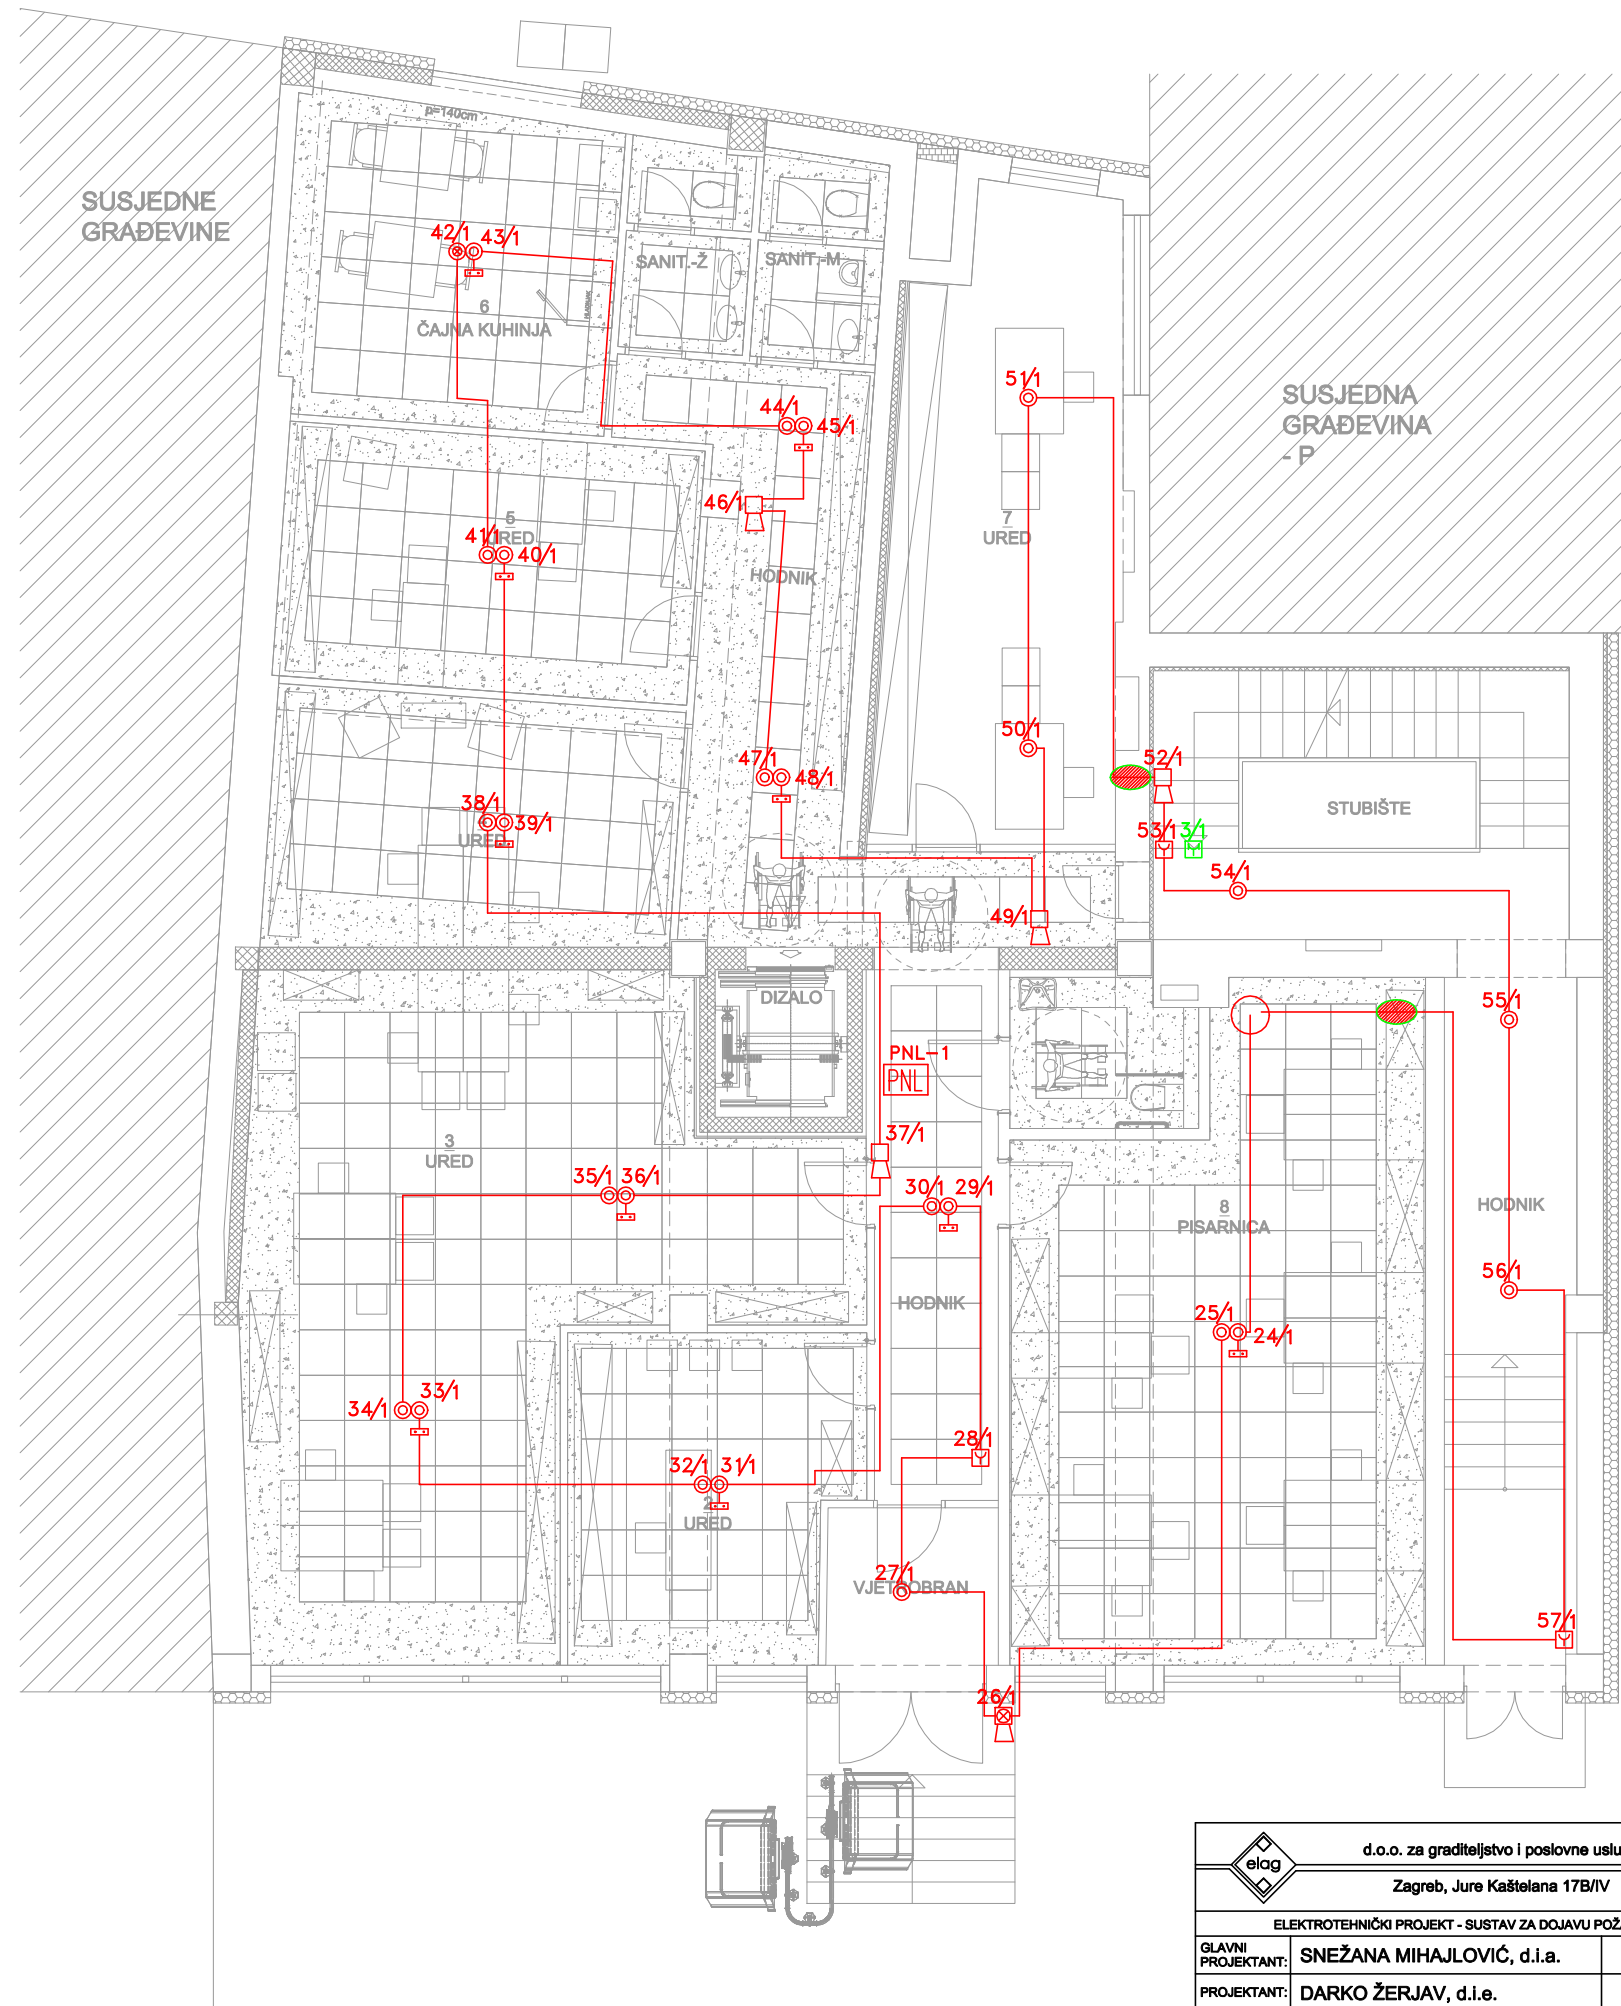 p=140cm
SUSJEDNE
GRAĐEVINE
42/1
43/1
SANIT.-Ž
SANIT.-M
6
ČAJNA KUHINJA
51/1
SUSJEDNA
GRAĐEVINA
- P
44/1
45/1
46/1
5
URED
41/1
40/1
7
URED
HODNIK
50/1
47/1
48/1
52/1
38/1
39/1
URED
STUBIŠTE
53/1
3/1
54/1
49/1
DIZALO
55/1
PNL-1
PNL
37/1
3
URED
35/1
36/1
30/1
29/1
8
PISARNICA
HODNIK
56/1
HODNIK
25/1
24/1
34/1
33/1
28/1
32/1
31/1
2
URED
27/1
VJETROBRAN
57/1
26/1
elag
d.o.o. za graditeljstvo i poslovne uslu
Zagreb, Jure Kaštelana 17B/IV
ELEKTROTEHNIČKI PROJEKT - SUSTAV ZA DOJAVU POŽ
GLAVNI
PROJEKTANT:
SNEŽANA MIHAJLOVIĆ, d.i.a.
PROJEKTANT:
DARKO ŽERJAV, d.i.e.